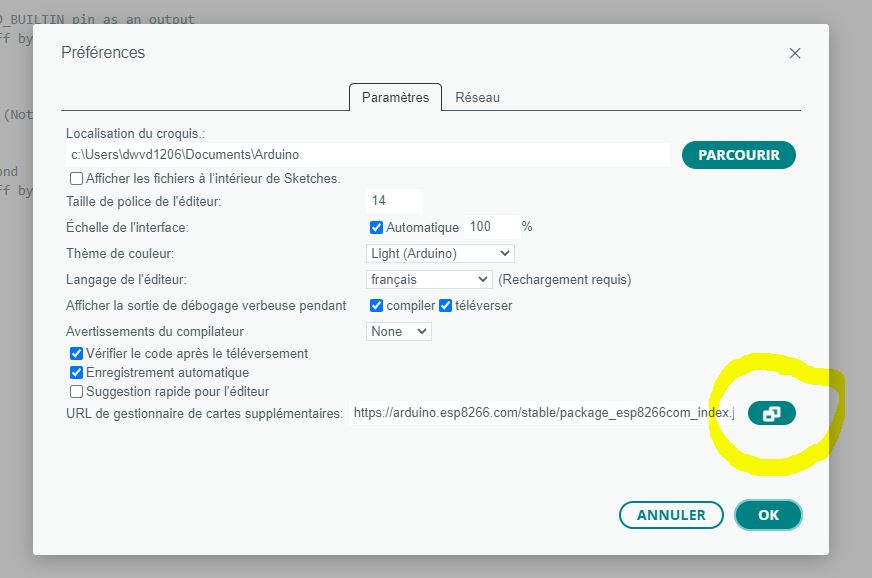 D_BUILTIN pin as an output
ff by
Préférences
Paramètres Réseau
(Not
Localisation du croquis.:
c:\Users\dwvd1206\Documents\Arduino
PARCOURIR
ond
Afficher les fichiers à l'intérieur de Sketches.
ff by
Taille de police de l'éditeur: 14
Échelle de l'interface: Automatique 100 %
Thème de couleur: Light (Arduino)
Langage de l'éditeur: français (Rechargement requis)
Afficher la sortie de débogage verbeuse pendant compiler téléverser
Avertissements du compilateur None
Vérifier le code après le téléversement
Enregistrement automatique
Suggestion rapide pour l'éditeur
URL de gestionnaire de cartes supplémentaires: https://arduino.esp8266.com/stable/package_esp8266com_index.j
ANNULER OK